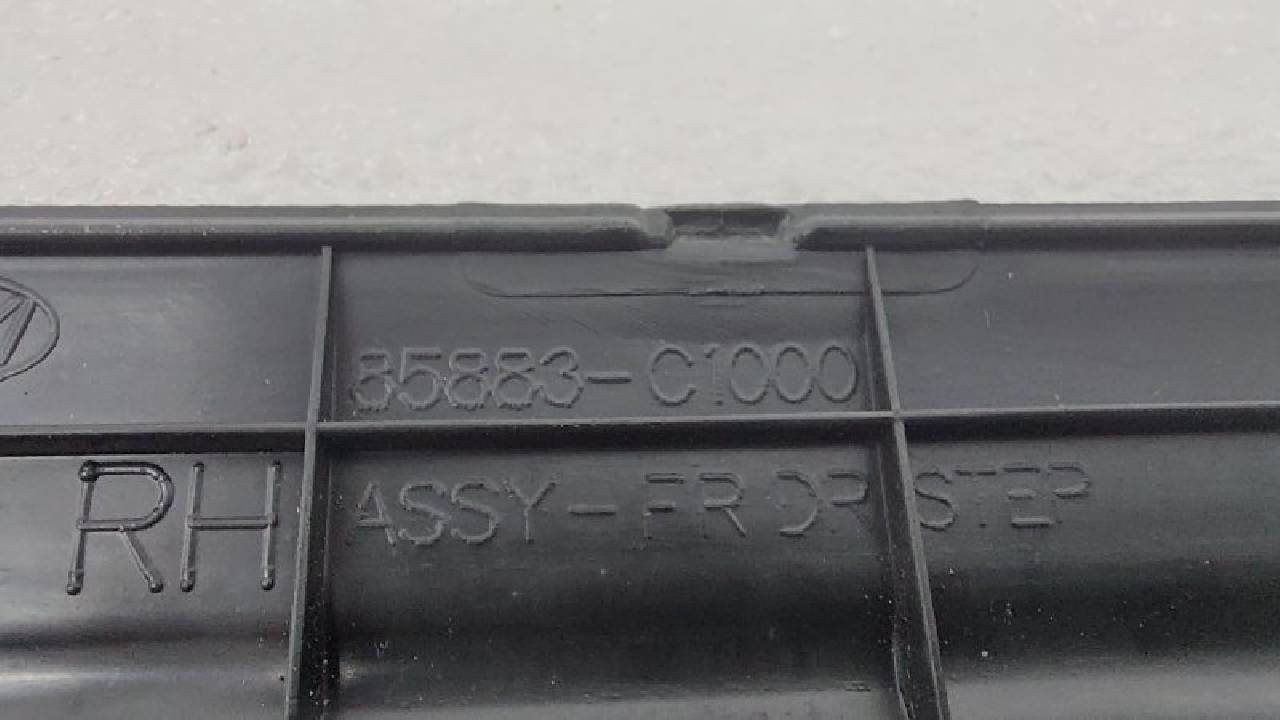 85883-C1000
RH ASSY-FR DR STEP